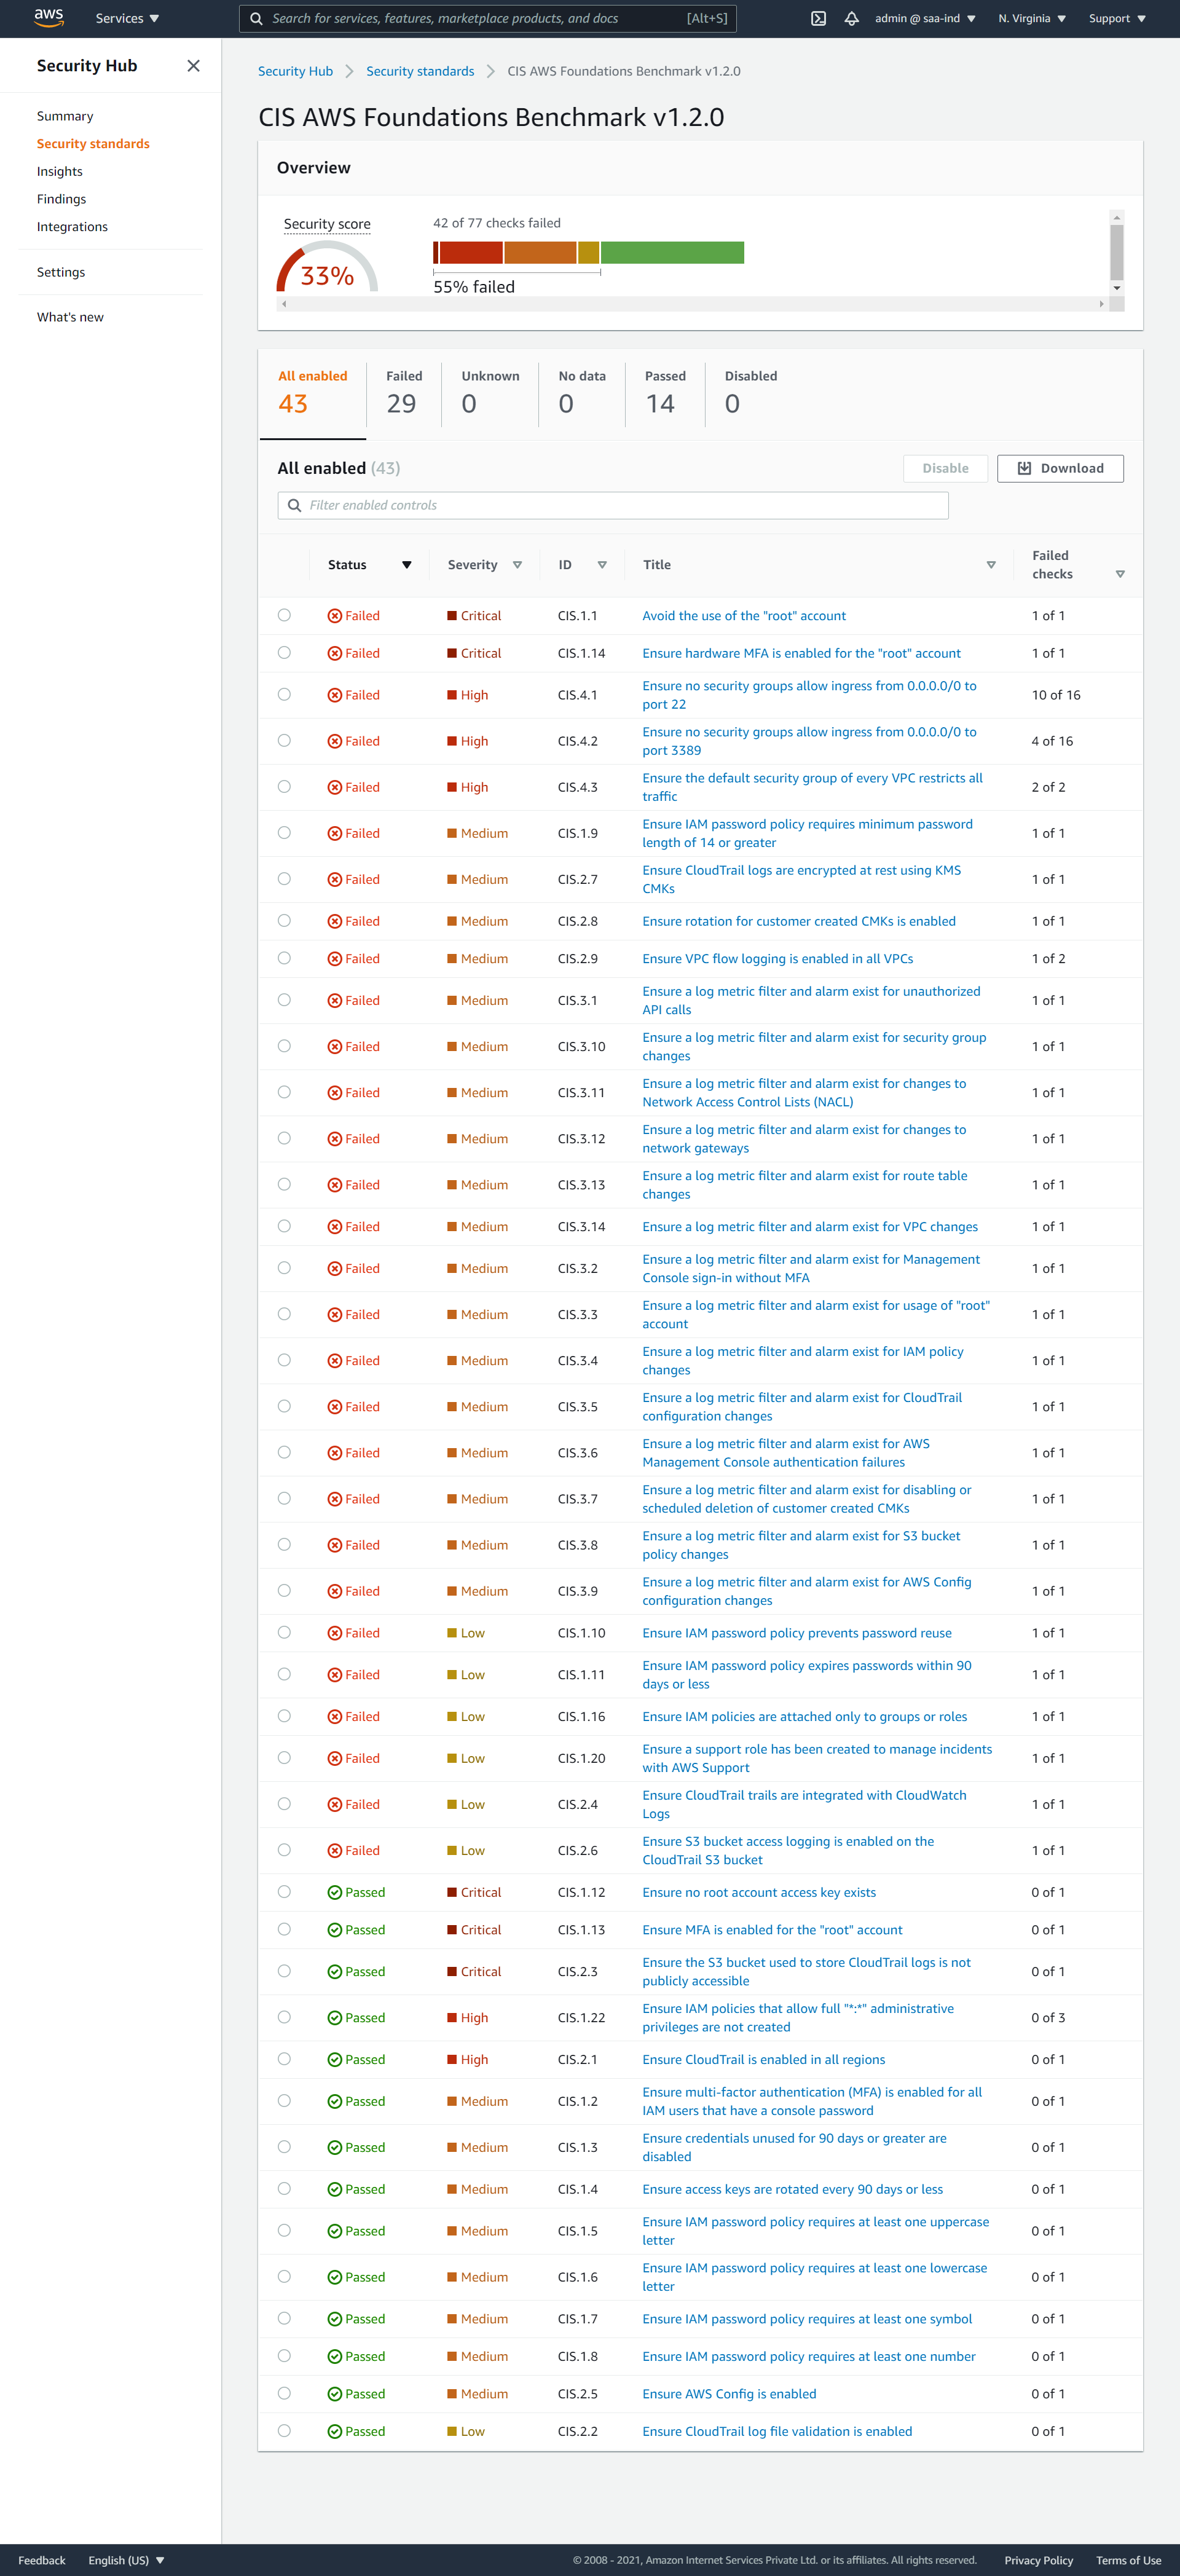 aws
Services
Search for services, features, marketplace products, and docs [Alt+S]
admin @ saa-ind
N. Virginia
Support
Security Hub
Summary
Security standards
Insights
Findings
Integrations
Settings
What's new
Security Hub > Security standards > CIS AWS Foundations Benchmark v1.2.0
CIS AWS Foundations Benchmark v1.2.0
Overview
Security score
33%
42 of 77 checks failed
55% failed
All enabled
43
Failed
29
Unknown
0
No data
0
Passed
14
Disabled
0
All enabled (43)
Disable
Download
Filter enabled controls
Status Severity ID Title Failed
checks
Failed Critical CIS.1.1 Avoid the use of the "root" account 1 of 1
Failed Critical CIS.1.14 Ensure hardware MFA is enabled for the "root" account 1 of 1
Failed High CIS.4.1 Ensure no security groups allow ingress from 0.0.0.0/0 to
port 22 10 of 16
Failed High CIS.4.2 Ensure no security groups allow ingress from 0.0.0.0/0 to
port 3389 4 of 16
Failed High CIS.4.3 Ensure the default security group of every VPC restricts all
traffic 2 of 2
Failed Medium CIS.1.9 Ensure IAM password policy requires minimum password
length of 14 or greater 1 of 1
Failed Medium CIS.2.7 Ensure CloudTrail logs are encrypted at rest using KMS
CMKs 1 of 1
Failed Medium CIS.2.8 Ensure rotation for customer created CMKs is enabled 1 of 1
Failed Medium CIS.2.9 Ensure VPC flow logging is enabled in all VPCs 1 of 2
Failed Medium CIS.3.1 Ensure a log metric filter and alarm exist for unauthorized
API calls 1 of 1
Failed Medium CIS.3.10 Ensure a log metric filter and alarm exist for security group
changes 1 of 1
Failed Medium CIS.3.11 Ensure a log metric filter and alarm exist for changes to
Network Access Control Lists (NACL) 1 of 1
Failed Medium CIS.3.12 Ensure a log metric filter and alarm exist for changes to
network gateways 1 of 1
Failed Medium CIS.3.13 Ensure a log metric filter and alarm exist for route table
changes 1 of 1
Failed Medium CIS.3.14 Ensure a log metric filter and alarm exist for VPC changes 1 of 1
Failed Medium CIS.3.2 Ensure a log metric filter and alarm exist for Management
Console sign-in without MFA 1 of 1
Failed Medium CIS.3.3 Ensure a log metric filter and alarm exist for usage of "root"
account 1 of 1
Failed Medium CIS.3.4 Ensure a log metric filter and alarm exist for IAM policy
changes 1 of 1
Failed Medium CIS.3.5 Ensure a log metric filter and alarm exist for CloudTrail
configuration changes 1 of 1
Failed Medium CIS.3.6 Ensure a log metric filter and alarm exist for AWS
Management Console authentication failures 1 of 1
Failed Medium CIS.3.7 Ensure a log metric filter and alarm exist for disabling or
scheduled deletion of customer created CMKs 1 of 1
Failed Medium CIS.3.8 Ensure a log metric filter and alarm exist for S3 bucket
policy changes 1 of 1
Failed Medium CIS.3.9 Ensure a log metric filter and alarm exist for AWS Config
configuration changes 1 of 1
Failed Low CIS.1.10 Ensure IAM password policy prevents password reuse 1 of 1
Failed Low CIS.1.11 Ensure IAM password policy expires passwords within 90
days or less 1 of 1
Failed Low CIS.1.16 Ensure IAM policies are attached only to groups or roles 1 of 1
Failed Low CIS.1.20 Ensure a support role has been created to manage incidents
with AWS Support 1 of 1
Failed Low CIS.2.4 Ensure CloudTrail trails are integrated with CloudWatch
Logs 1 of 1
Failed Low CIS.2.6 Ensure S3 bucket access logging is enabled on the
CloudTrail S3 bucket 1 of 1
Passed Critical CIS.1.12 Ensure no root account access key exists 0 of 1
Passed Critical CIS.1.13 Ensure MFA is enabled for the "root" account 0 of 1
Passed Critical CIS.2.3 Ensure the S3 bucket used to store CloudTrail logs is not
publicly accessible 0 of 1
Passed High CIS.1.22 Ensure IAM policies that allow full "*:*" administrative
privileges are not created 0 of 3
Passed High CIS.2.1 Ensure CloudTrail is enabled in all regions 0 of 1
Passed Medium CIS.1.2 Ensure multi-factor authentication (MFA) is enabled for all
IAM users that have a console password 0 of 1
Passed Medium CIS.1.3 Ensure credentials unused for 90 days or greater are
disabled 0 of 1
Passed Medium CIS.1.4 Ensure access keys are rotated every 90 days or less 0 of 1
Passed Medium CIS.1.5 Ensure IAM password policy requires at least one uppercase
letter 0 of 1
Passed Medium CIS.1.6 Ensure IAM password policy requires at least one lowercase
letter 0 of 1
Passed Medium CIS.1.7 Ensure IAM password policy requires at least one symbol 0 of 1
Passed Medium CIS.1.8 Ensure IAM password policy requires at least one number 0 of 1
Passed Medium CIS.2.5 Ensure AWS Config is enabled 0 of 1
Passed Low CIS.2.2 Ensure CloudTrail log file validation is enabled 0 of 1
Feedback English (US) © 2008 - 2021, Amazon Internet Services Private Ltd. or its affiliates. All rights reserved. Privacy Policy Terms of Use